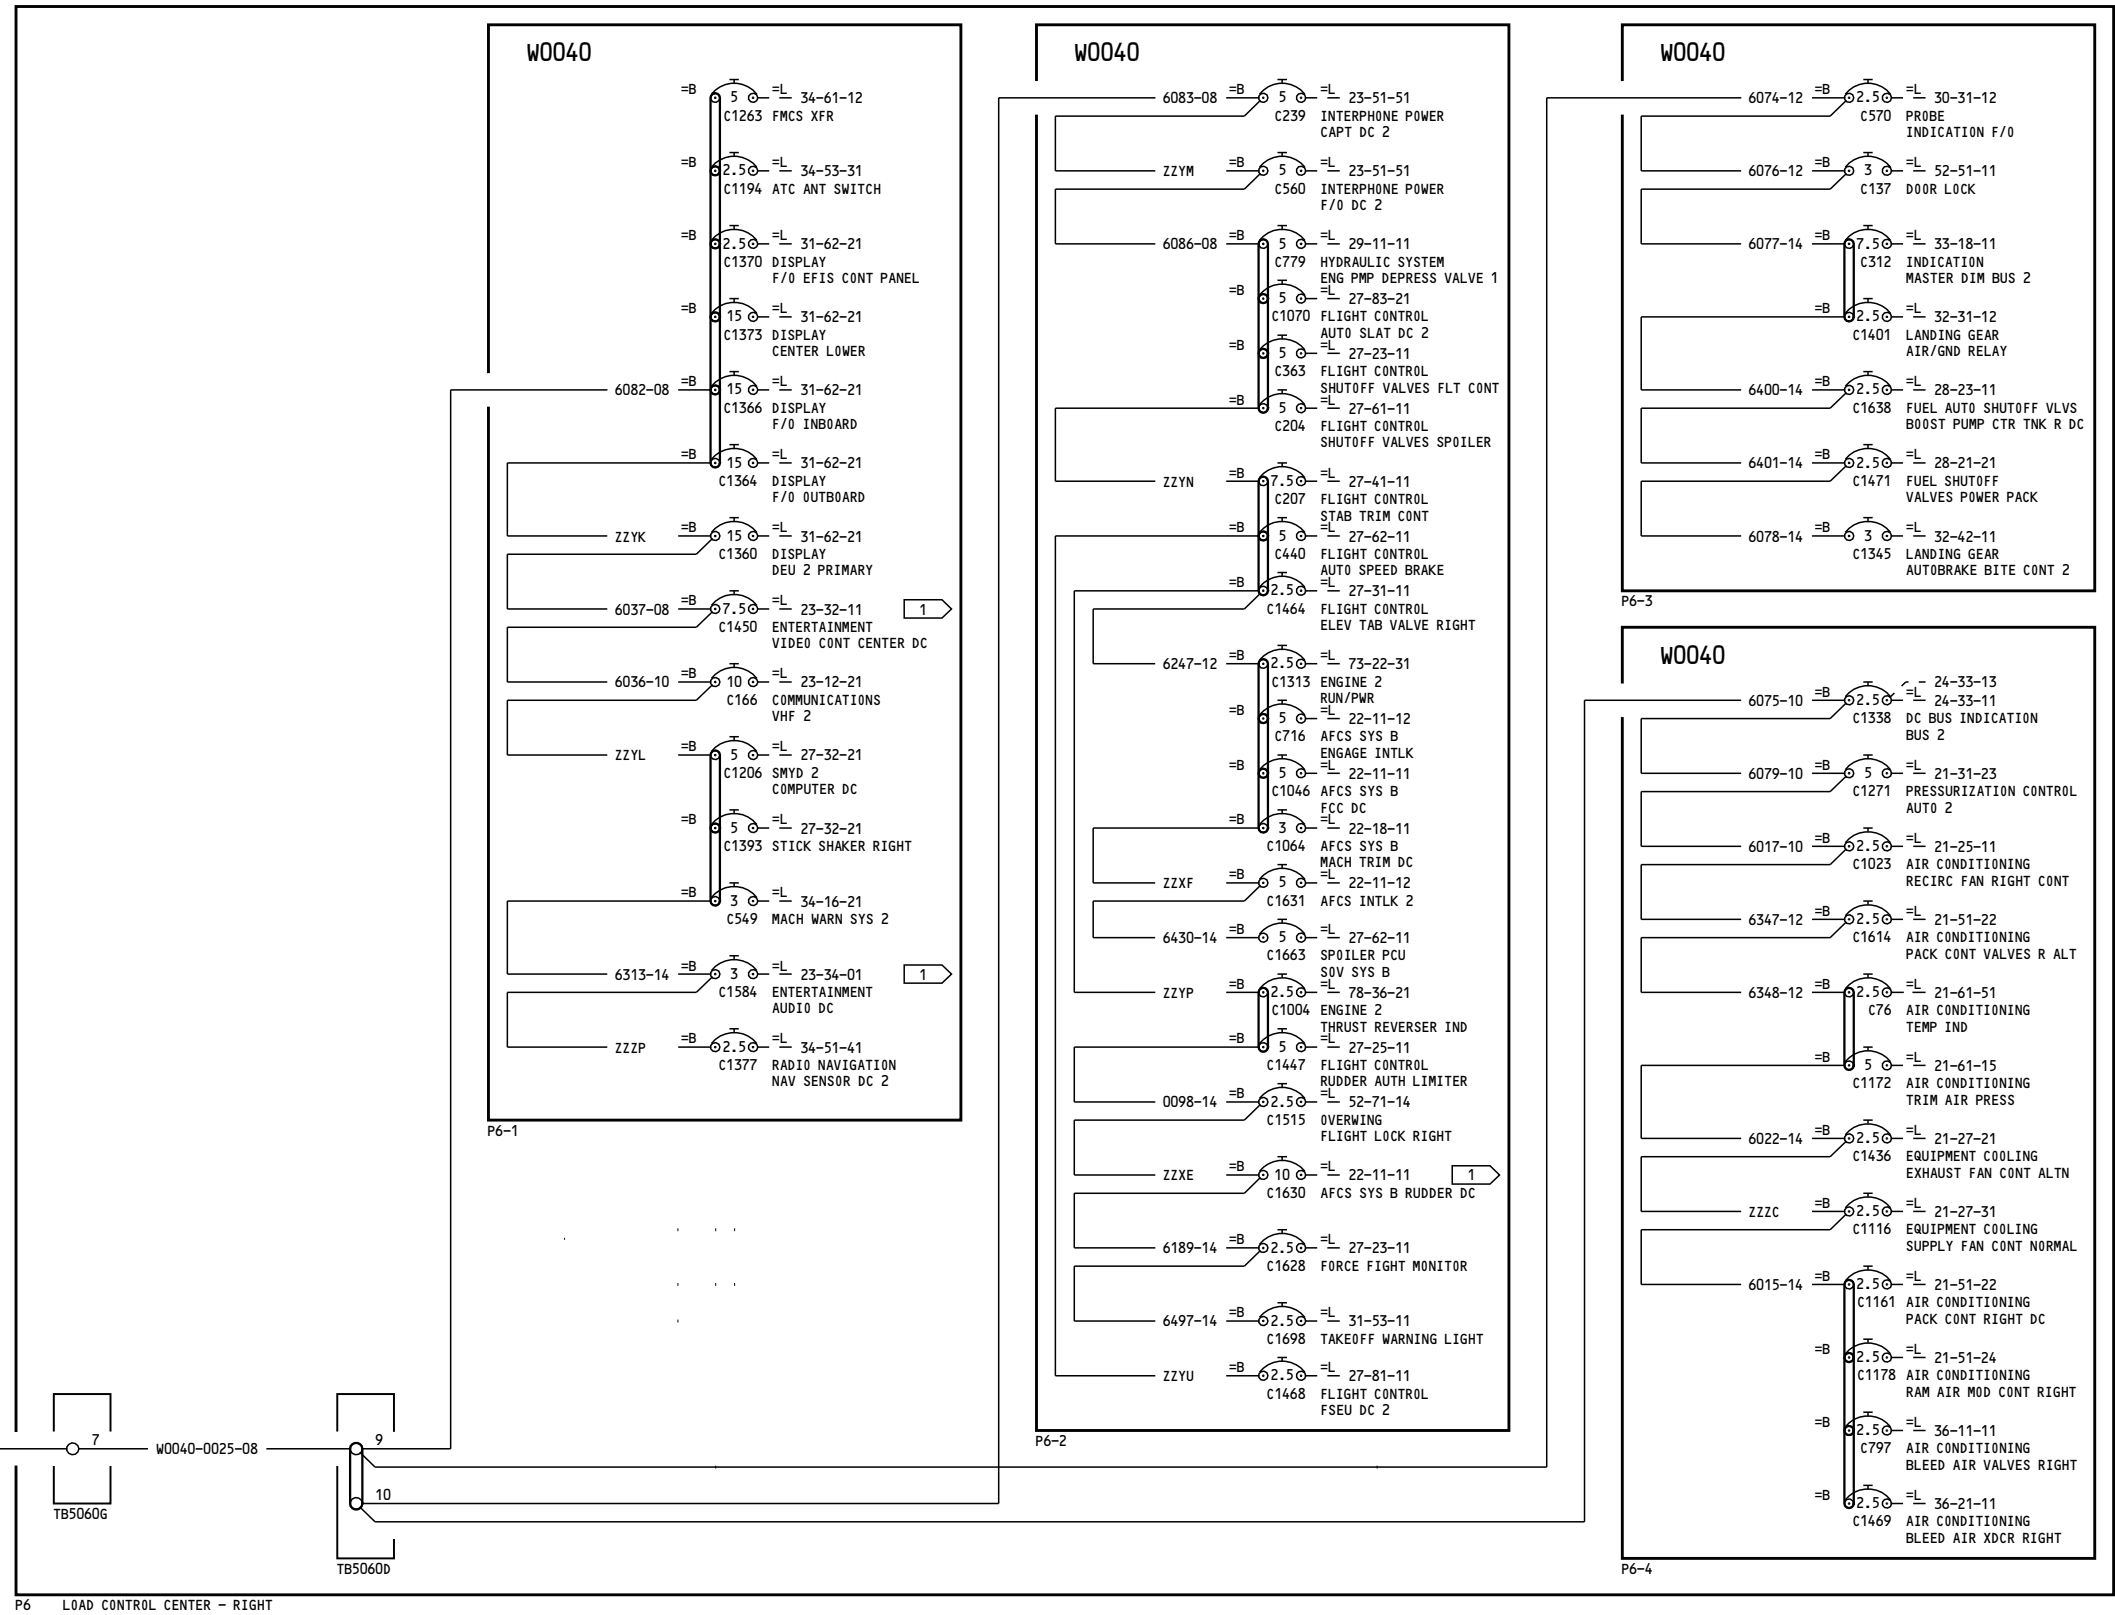 W0040
=B 5 =L 34-61-12
C1263 FMCS XFR
=B 2.5 =L 34-53-31
C1194 ATC ANT SWITCH
=B 2.5 =L 31-62-21
C1370 DISPLAY
F/O EFIS CONT PANEL
=B 15 =L 31-62-21
C1373 DISPLAY
CENTER LOWER
6082-08 =B 15 =L 31-62-21
C1366 DISPLAY
F/O INBOARD
=B 15 =L 31-62-21
C1364 DISPLAY
F/O OUTBOARD
ZZYK =B 15 =L 31-62-21
C1360 DISPLAY
DEU 2 PRIMARY
6037-08 =B 7.5 =L 23-32-11 1
C1450 ENTERTAINMENT
VIDEO CONT CENTER DC
6036-10 =B 10 =L 23-12-21
C166 COMMUNICATIONS
VHF 2
ZZYL =B 5 =L 27-32-21
C1206 SMYD 2
COMPUTER DC
=B 5 =L 27-32-21
C1393 STICK SHAKER RIGHT
=B 3 =L 34-16-21
C549 MACH WARN SYS 2
6313-14 =B 3 =L 23-34-01 1
C1584 ENTERTAINMENT
AUDIO DC
ZZZP =B 2.5 =L 34-51-41
C1377 RADIO NAVIGATION
NAV SENSOR DC 2
P6-1
W0040
6083-08 =B 5 =L 23-51-51
C239 INTERPHONE POWER
CAPT DC 2
ZZYM =B 5 =L 23-51-51
C560 INTERPHONE POWER
F/O DC 2
6086-08 =B 5 =L 29-11-11
C779 HYDRAULIC SYSTEM
ENG PMP DEPRESS VALVE 1
=B 5 =L 27-83-21
C1070 FLIGHT CONTROL
AUTO SLAT DC 2
=B 5 =L 27-23-11
C363 FLIGHT CONTROL
SHUTOFF VALVES FLT CONT
=B 5 =L 27-61-11
C204 FLIGHT CONTROL
SHUTOFF VALVES SPOILER
ZZYN =B 7.5 =L 27-41-11
C207 FLIGHT CONTROL
STAB TRIM CONT
=B 5 =L 27-62-11
C440 FLIGHT CONTROL
AUTO SPEED BRAKE
=B 2.5 =L 27-31-11
C1464 FLIGHT CONTROL
ELEV TAB VALVE RIGHT
6247-12 =B 2.5 =L 73-22-31
C1313 ENGINE 2
RUN/PWR
=B 5 =L 22-11-12
C716 AFCS SYS B
ENGAGE INTLK
=B 5 =L 22-11-11
C1046 AFCS SYS B
FCC DC
=B 3 =L 22-18-11
C1064 AFCS SYS B
MACH TRIM DC
ZZXF =B 5 =L 22-11-12
C1631 AFCS INTLK 2
6430-14 =B 5 =L 27-62-11
C1663 SPOILER PCU
SOV SYS B
ZZYP =B 2.5 =L 78-36-21
C1004 ENGINE 2
THRUST REVERSER IND
=B 5 =L 27-25-11
C1447 FLIGHT CONTROL
RUDDER AUTH LIMITER
0098-14 =B 2.5 =L 52-71-14
C1515 OVERWING
FLIGHT LOCK RIGHT
ZZXE =B 10 =L 22-11-11 1
C1630 AFCS SYS B RUDDER DC
6189-14 =B 2.5 =L 27-23-11
C1628 FORCE FIGHT MONITOR
6497-14 =B 2.5 =L 31-53-11
C1698 TAKEOFF WARNING LIGHT
ZZYU =B 2.5 =L 27-81-11
C1468 FLIGHT CONTROL
FSEU DC 2
P6-2
W0040
6074-12 =B 2.5 =L 30-31-12
C570 PROBE
INDICATION F/O
6076-12 =B 3 =L 52-51-11
C137 DOOR LOCK
6077-14 =B 7.5 =L 33-18-11
C312 INDICATION
MASTER DIM BUS 2
=B 2.5 =L 32-31-12
C1401 LANDING GEAR
AIR/GND RELAY
6400-14 =B 2.5 =L 28-23-11
C1638 FUEL AUTO SHUTOFF VLVS
BOOST PUMP CTR TNK R DC
6401-14 =B 2.5 =L 28-21-21
C1471 FUEL SHUTOFF
VALVES POWER PACK
6078-14 =B 3 =L 32-42-11
C1345 LANDING GEAR
AUTOBRAKE BITE CONT 2
P6-3
W0040
24-33-13
6075-10 =B 2.5 =L 24-33-11
C1338 DC BUS INDICATION
BUS 2
6079-10 =B 5 =L 21-31-23
C1271 PRESSURIZATION CONTROL
AUTO 2
6017-10 =B 2.5 =L 21-25-11
C1023 AIR CONDITIONING
RECIRC FAN RIGHT CONT
6347-12 =B 2.5 =L 21-51-22
C1614 AIR CONDITIONING
PACK CONT VALVES R ALT
6348-12 =B 2.5 =L 21-61-51
C76 AIR CONDITIONING
TEMP IND
=B 5 =L 21-61-15
C1172 AIR CONDITIONING
TRIM AIR PRESS
6022-14 =B 2.5 =L 21-27-21
C1436 EQUIPMENT COOLING
EXHAUST FAN CONT ALTN
ZZZC =B 2.5 =L 21-27-31
C1116 EQUIPMENT COOLING
SUPPLY FAN CONT NORMAL
6015-14 =B 2.5 =L 21-51-22
C1161 AIR CONDITIONING
PACK CONT RIGHT DC
=B 2.5 =L 21-51-24
C1178 AIR CONDITIONING
RAM AIR MOD CONT RIGHT
=B 2.5 =L 36-11-11
C797 AIR CONDITIONING
BLEED AIR VALVES RIGHT
=B 2.5 =L 36-21-11
C1469 AIR CONDITIONING
BLEED AIR XDCR RIGHT
P6-4
7 W0040-0025-08 9
10
TB5060G
TB5060D
P6 LOAD CONTROL CENTER - RIGHT